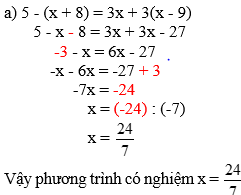 a) 5 - (x + 8) = 3x + 3(x - 9)
5 - x - 8 = 3x + 3x - 27
-3 - x = 6x - 27 .
-x - 6x = -27 + 3
-7x = -24
x = (-24) : (-7)
x = 24/7
Vậy phương trình có nghiệm x = 24/7